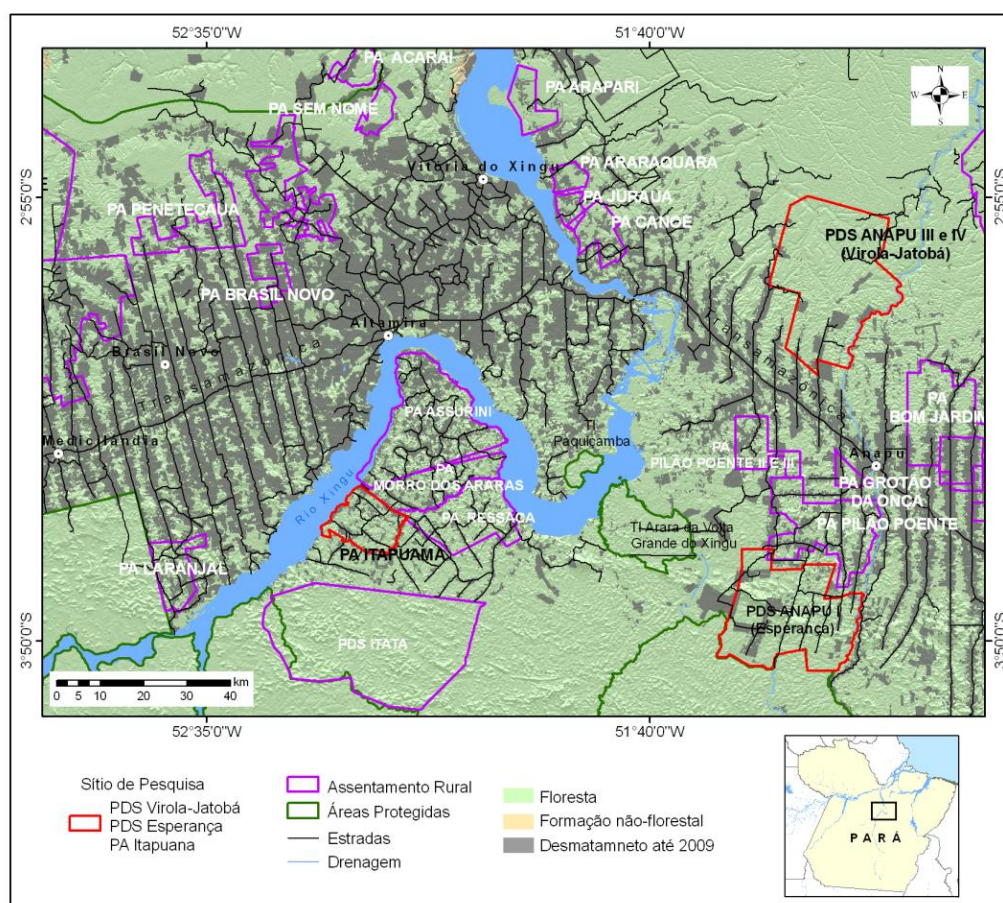 52°35'0"W
51°40'0"W
PA ACARAI
PA SEM NOME
PA ARAPARI
N
W E
S
Vitória do Xingu
PA ARARAQUARA
PA JURAUA
PA CANOE
2°55'0"S
2°55'0"S
PA PENETECAUA
PDS ANAPU III e IV
(Virola-Jatobá)
PA BRASIL NOVO
Altamira
Brasil Novo
Transamazônica
Transamazônica
Medicilândia
PA ASSURINI
TI
Paquiçamba
PA
BOM JARDIM
PA
PILÃO POENTE II E III
Anapu
PA
MORRO DOS ARARAS
PA GROTÃO
DA ONÇA
Rio Xingu
PA RESSACA
TI Arara da Volta
Grande do Xingu
PA PILÃO POENTE
PA ITAPUAMA
PA LARANJAL
PDS ANAPU I
(Esperança)
PDS ITATA
3°50'0"S
3°50'0"S
0 5 10 20 30 40
km
52°35'0"W
51°40'0"W
Sítio de Pesquisa
PDS Virola-Jatobá
PDS Esperança
PA Itapuana
Assentamento Rural
Áreas Protegidas
Estradas
Drenagem
Floresta
Formação não-florestal
Desmatamneto até 2009
PARÁ